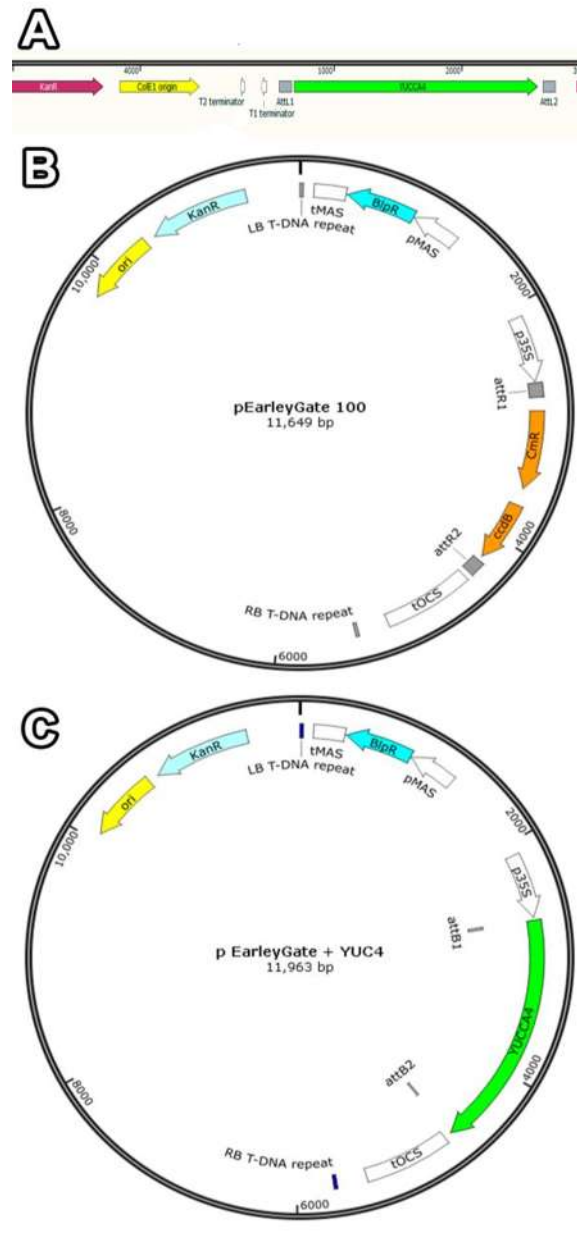 A
4000
1000
2000
KanR
ColE1 origin
T2 terminator
T1 terminator
AttL1
YUCCA4
AttL2
B
KanR
LB T-DNA repeat
tMAS
BlpR
pMAS
ori
10,000
2000
p35S
attR1
CmR
ccdB
4000
attR2
tOCS
RB T-DNA repeat
6000
8000
pEarleyGate 100
11,649 bp
C
KanR
LB T-DNA repeat
tMAS
BlpR
pMAS
ori
10,000
2000
p35S
attB1
YUCCA4
4000
attB2
tOCS
RB T-DNA repeat
6000
8000
p EarleyGate + YUC4
11,963 bp